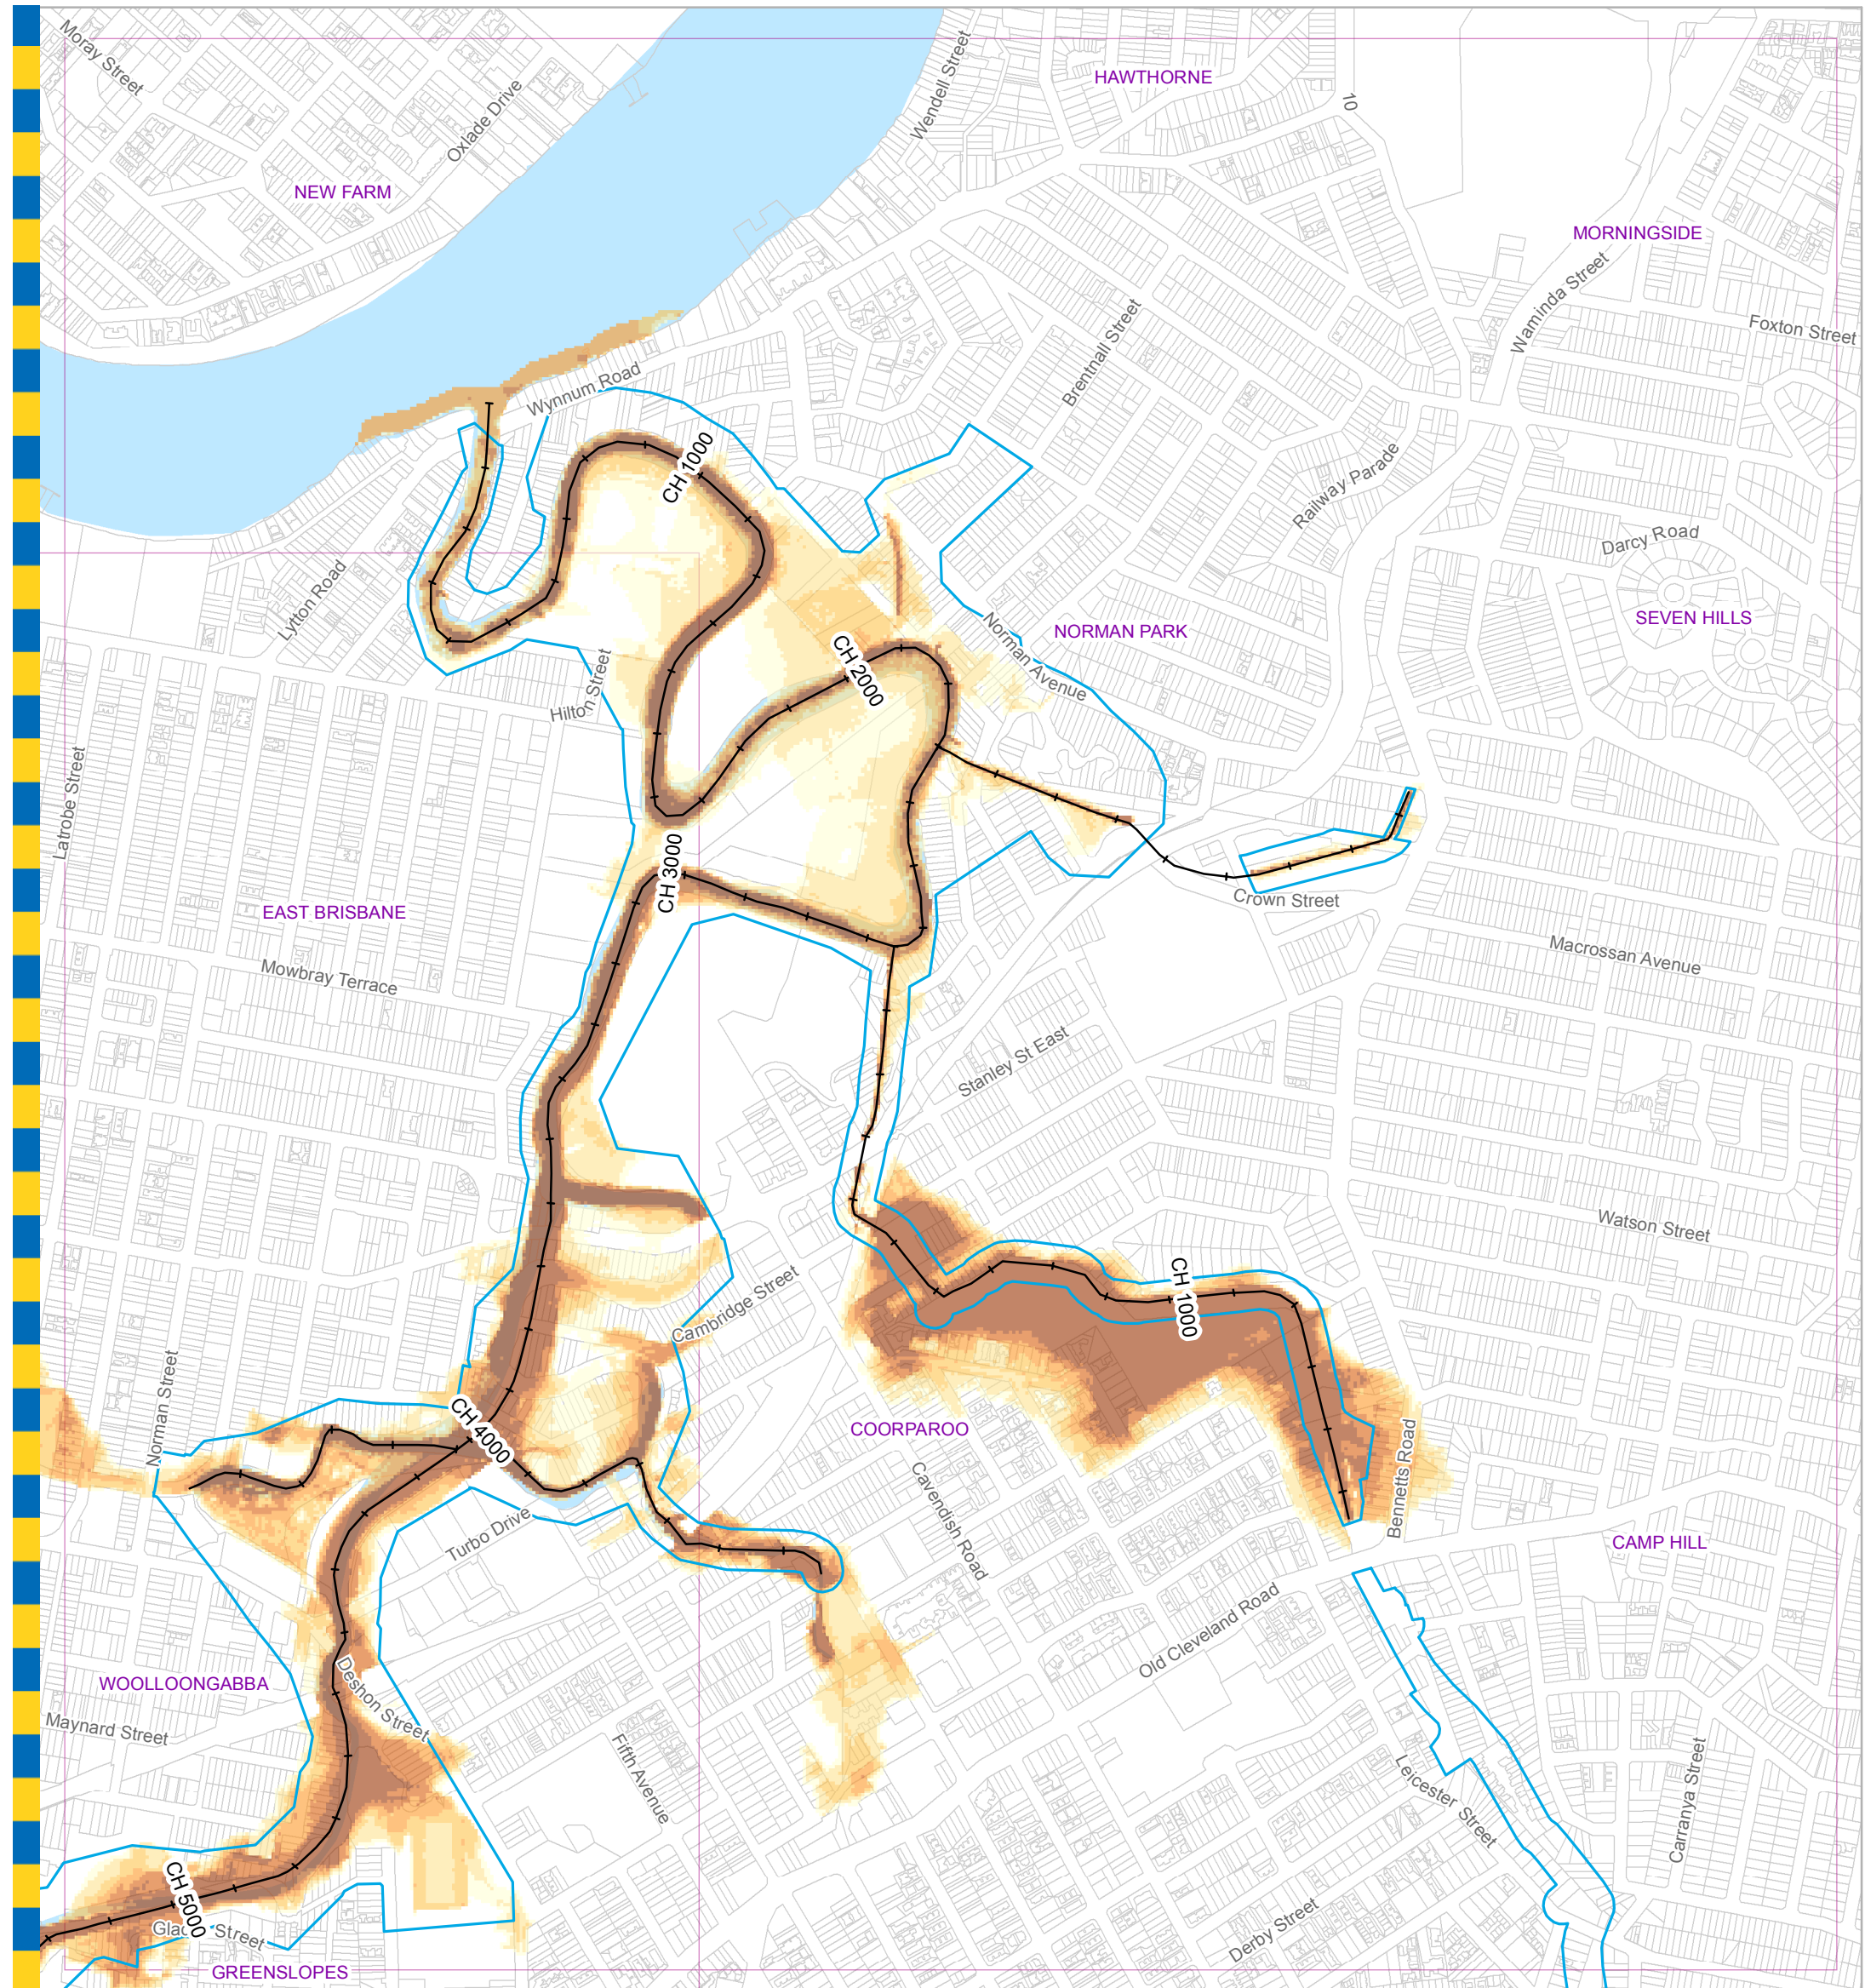 Moray Street
Oxlade Drive
Wendell Street
HAWTHORNE
10
NEW FARM
MORNINGSIDE
Waminda Street
Foxton Street
Brentnall Street
Wynnum Road
CH 1000
Railway Parade
Darcy Road
Lytton Road
SEVEN HILLS
NORMAN PARK
Norman Avenue
CH 2000
Hilton Street
Latrobe Street
CH 3000
Crown Street
EAST BRISBANE
Macrossan Avenue
Mowbray Terrace
Stanley St East
Watson Street
CH 1000
Cambridge Street
Norman Street
CH 4000
COORPAROO
Bennetts Road
Cavendish Road
Turbo Drive
CAMP HILL
Old Cleveland Road
WOOLLOONGABBA
Deshon Street
Maynard Street
Fifth Avenue
Leicester Street
Carranya Street
CH 5000
Street
Derby Street
GREENSLOPES